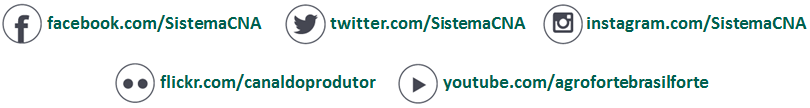 facebook.com/SistemaCNA twitter.com/SistemaCNA instagram.com/SistemaCNA
flickr.com/canaldoprodutor youtube.com/agrofortebrasilforte